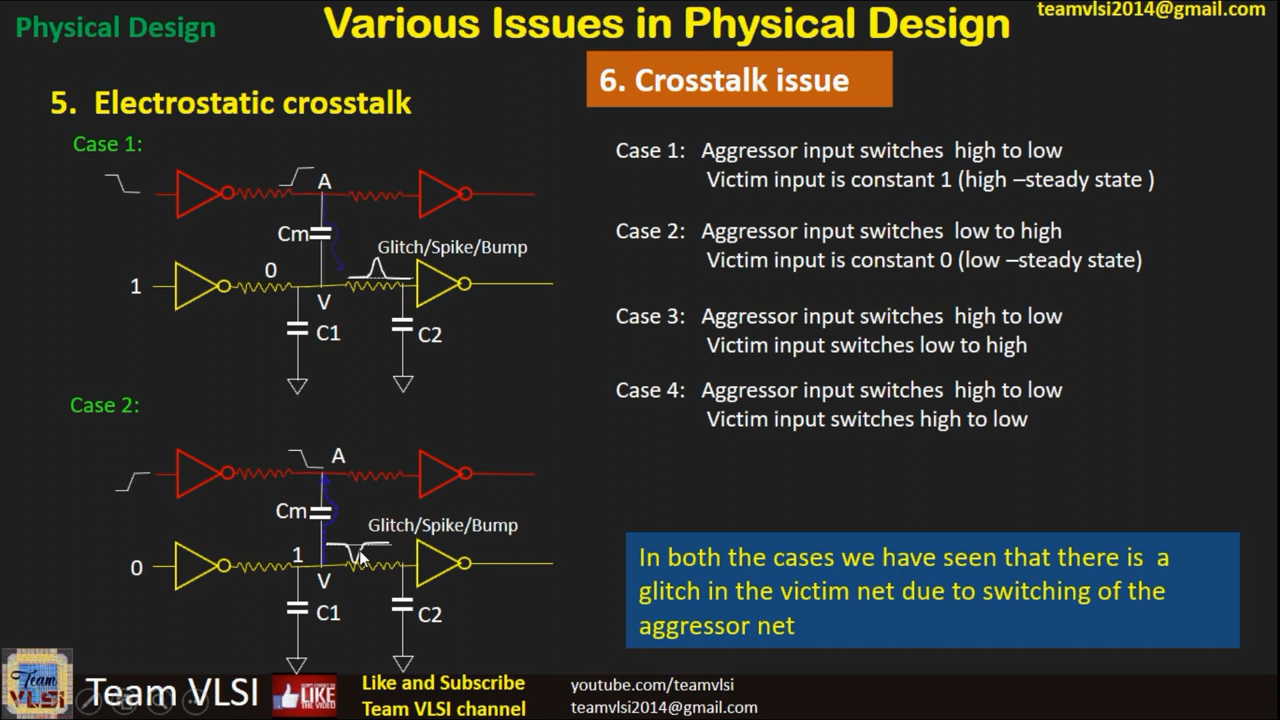 Physical Design
Various Issues in Physical Design
teamvlsi2014@gmail.com
6. Crosstalk issue
5. Electrostatic crosstalk
Case 1:
A
Cm
Glitch/Spike/Bump
1
0
V
C1
C2
Case 2:
A
Cm
Glitch/Spike/Bump
0
1
V
C1
C2
Case 1: Aggressor input switches high to low
Victim input is constant 1 (high –steady state )
Case 2: Aggressor input switches low to high
Victim input is constant 0 (low –steady state)
Case 3: Aggressor input switches high to low
Victim input switches low to high
Case 4: Aggressor input switches high to low
Victim input switches high to low
In both the cases we have seen that there is a
glitch in the victim net due to switching of the
aggressor net
Team
VLSI
Team VLSI
LIKE
THE VIDEO
Like and Subscribe
Team VLSI channel
youtube.com/teamvlsi
teamvlsi2014@gmail.com